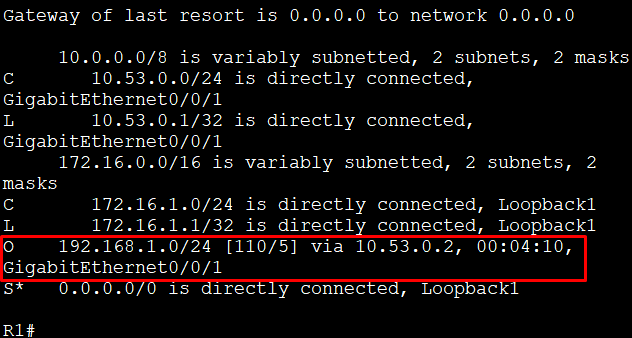 Gateway of last resort is 0.0.0.0 to network 0.0.0.0
10.0.0.0/8 is variably subnetted, 2 subnets, 2 masks
C 10.53.0.0/24 is directly connected,
GigabitEthernet0/0/1
L 10.53.0.1/32 is directly connected,
GigabitEthernet0/0/1
172.16.0.0/16 is variably subnetted, 2 subnets, 2
masks
C 172.16.1.0/24 is directly connected, Loopback1
L 172.16.1.1/32 is directly connected, Loopback1
O 192.168.1.0/24 [110/5] via 10.53.0.2, 00:04:10,
GigabitEthernet0/0/1
S* 0.0.0.0/0 is directly connected, Loopback1
R1#